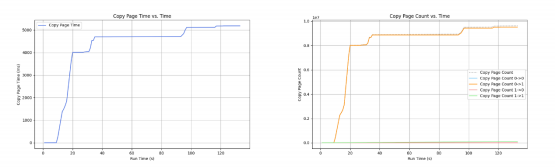 Copy Page Time vs. Time
Copy Page Time
5000
4000
3000
2000
1000
0
Copy Page Time (ms)
0 20 40 60 80 100 120
Run Time (s)
Copy Page Count vs. Time
1.0
0.8
0.6
0.4
0.2
0.0
Copy Page Count
Copy Page Count
Copy Page Count 0->0
Copy Page Count 0->1
Copy Page Count 1->0
Copy Page Count 1->1
0 20 40 60 80 100 120
Run Time (s)